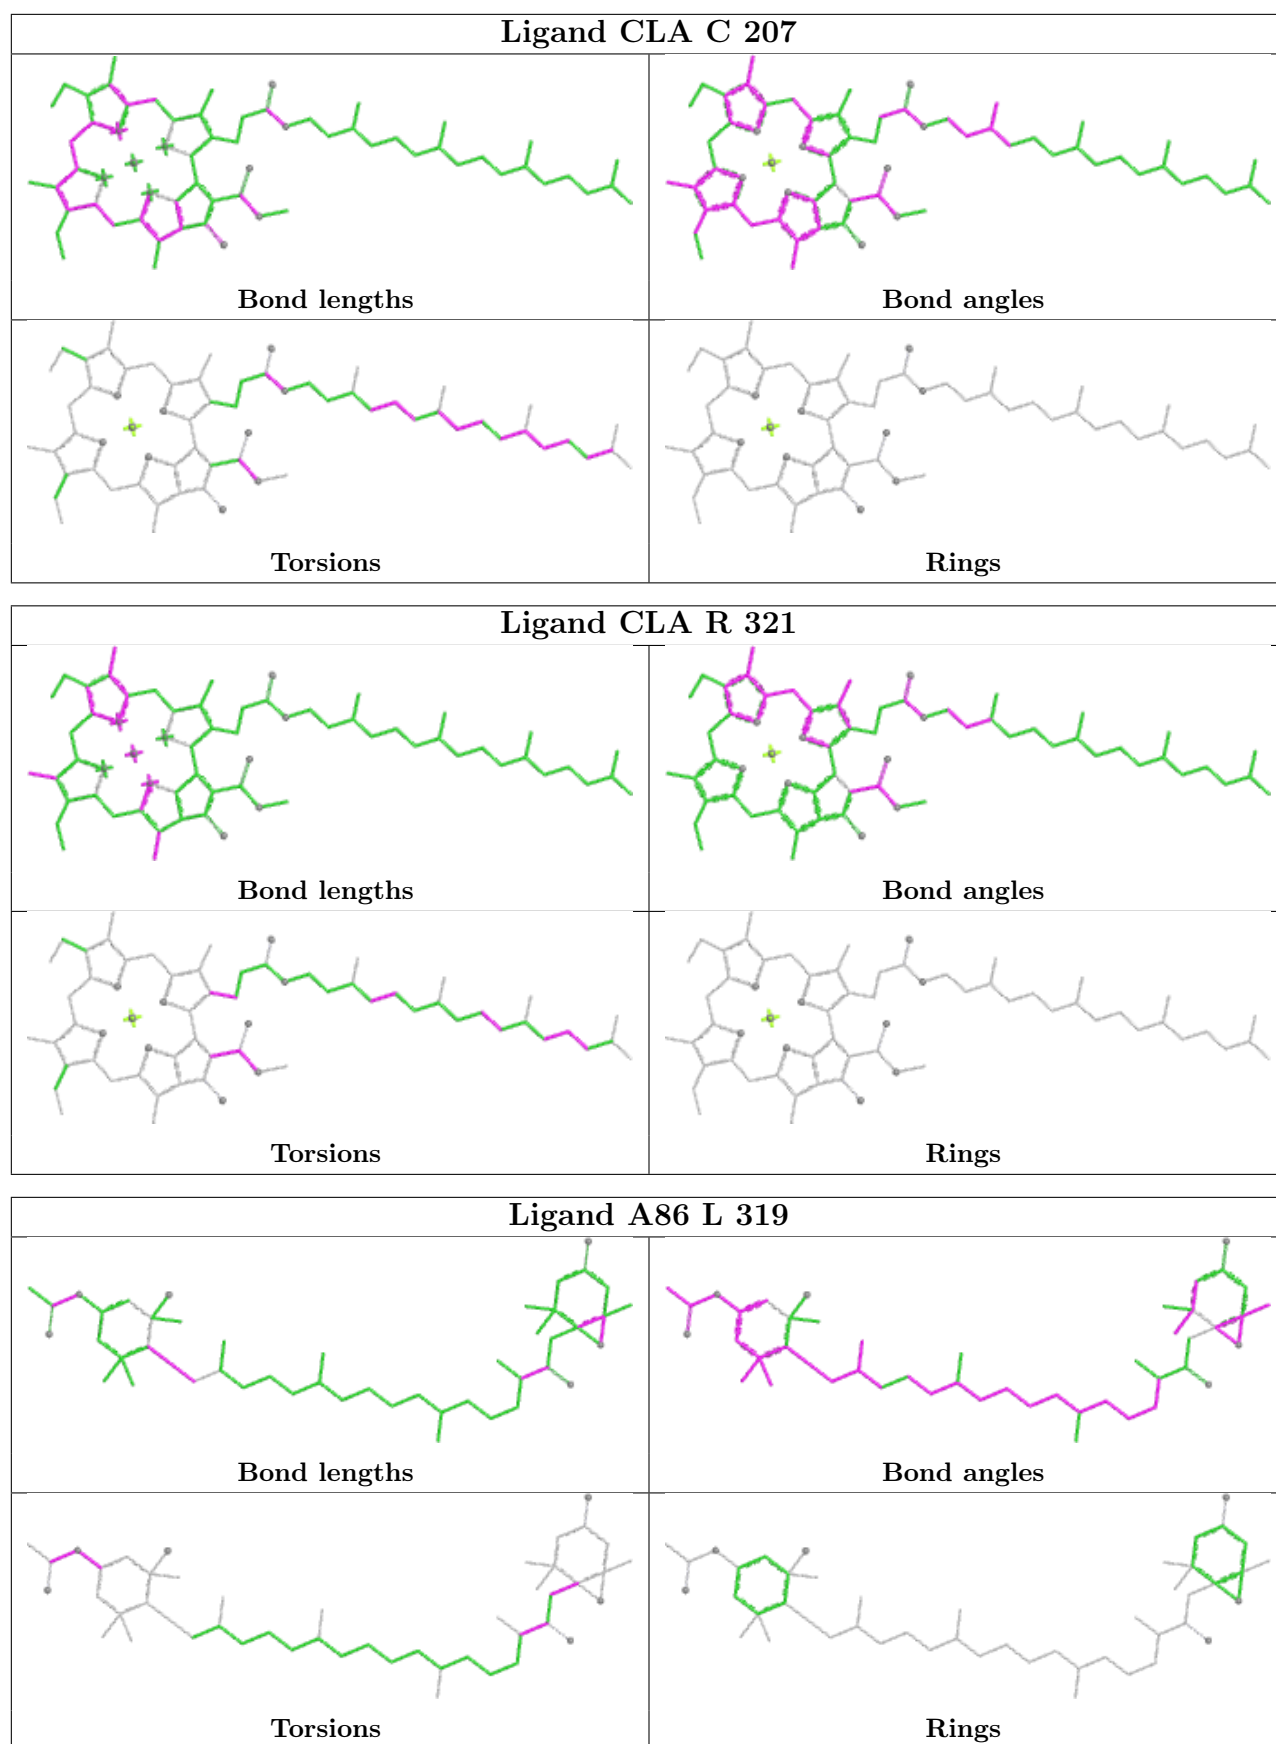 Ligand CLA C 207
Bond lengths
Bond angles
Torsions
Rings
Ligand CLA R 321
Bond lengths
Bond angles
Torsions
Rings
Ligand A86 L 319
Bond lengths
Bond angles
Torsions
Rings